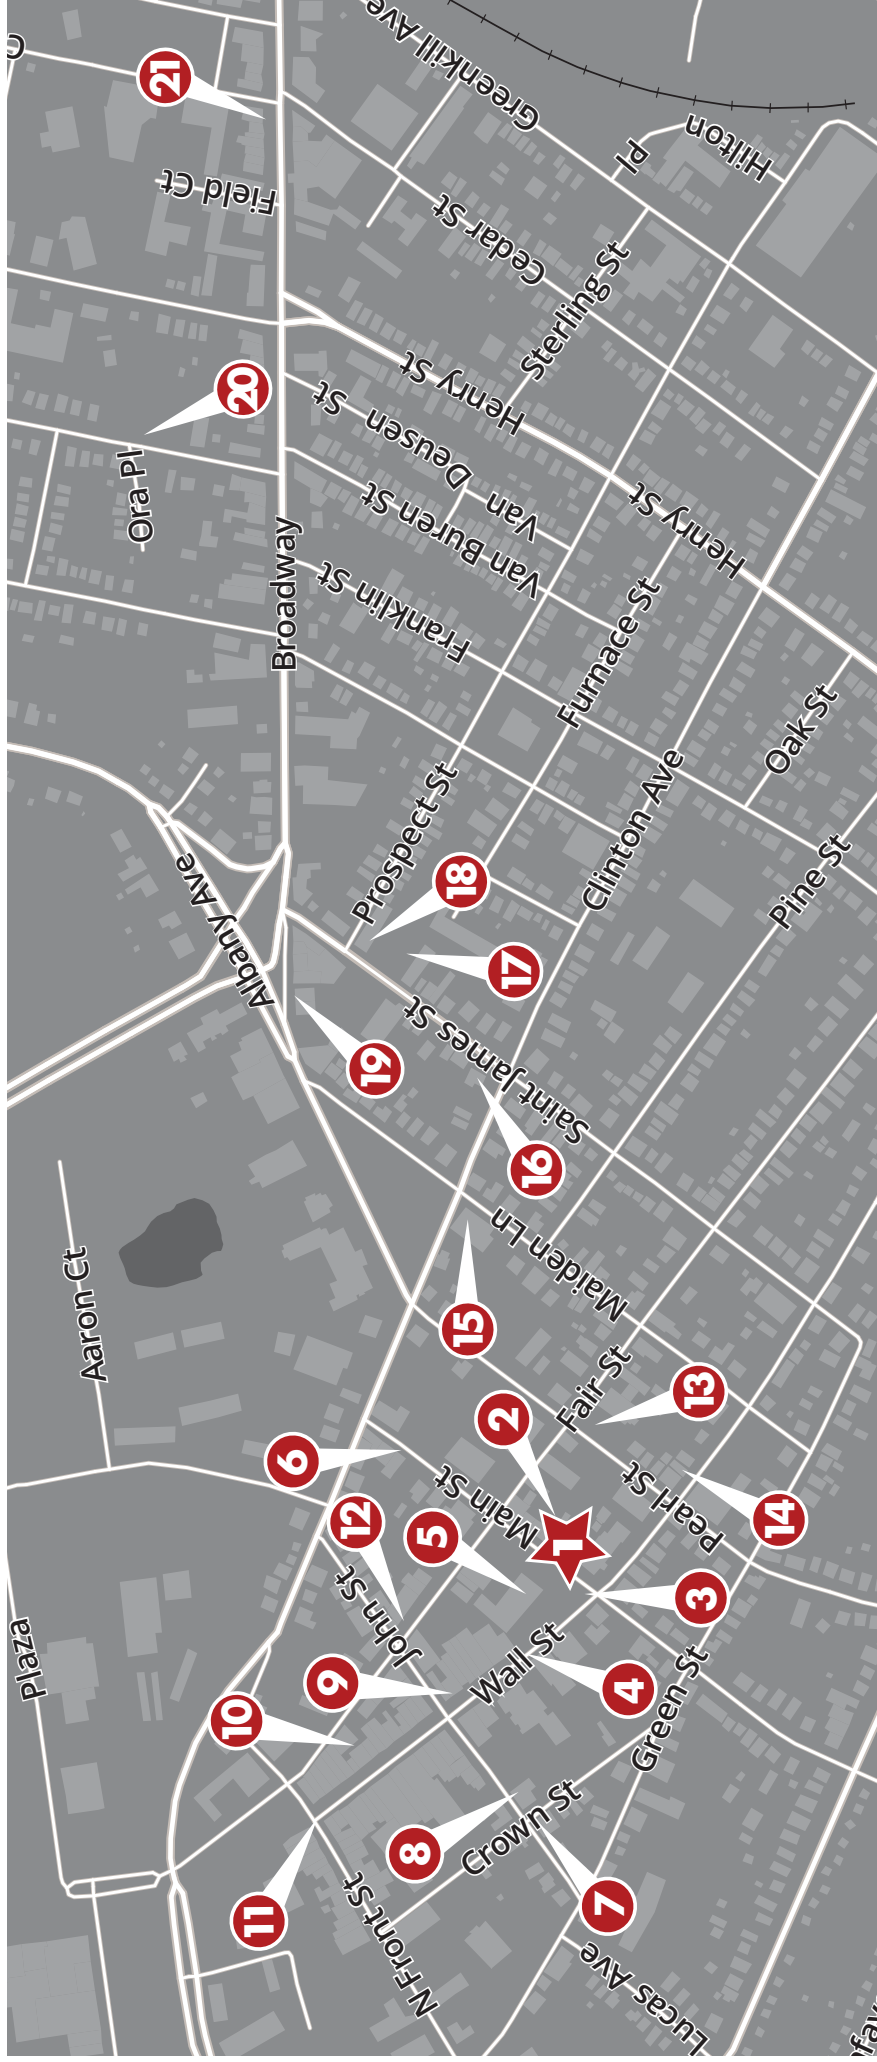 Greenkill Ave
C
21
Field Ct
Pl
Hilton
Cedar St
Sterling St
20
Henry St
Van Deusen St
Ora Pl
Van Buren St
Henry St
Broadway
Franklin St
Furnace St
Oak St
Prospect St
Clinton Ave
Albany Ave
18
Pine St
17
19
Saint James St
16
Aaron Ct
Maiden Ln
15
Fair St
13
2
6
Main St
Pearl St
14
12
5
1
3
John St
Plaza
Wall St
9
4
10
Green St
8
Crown St
7
11
N Front St
Lucas Ave